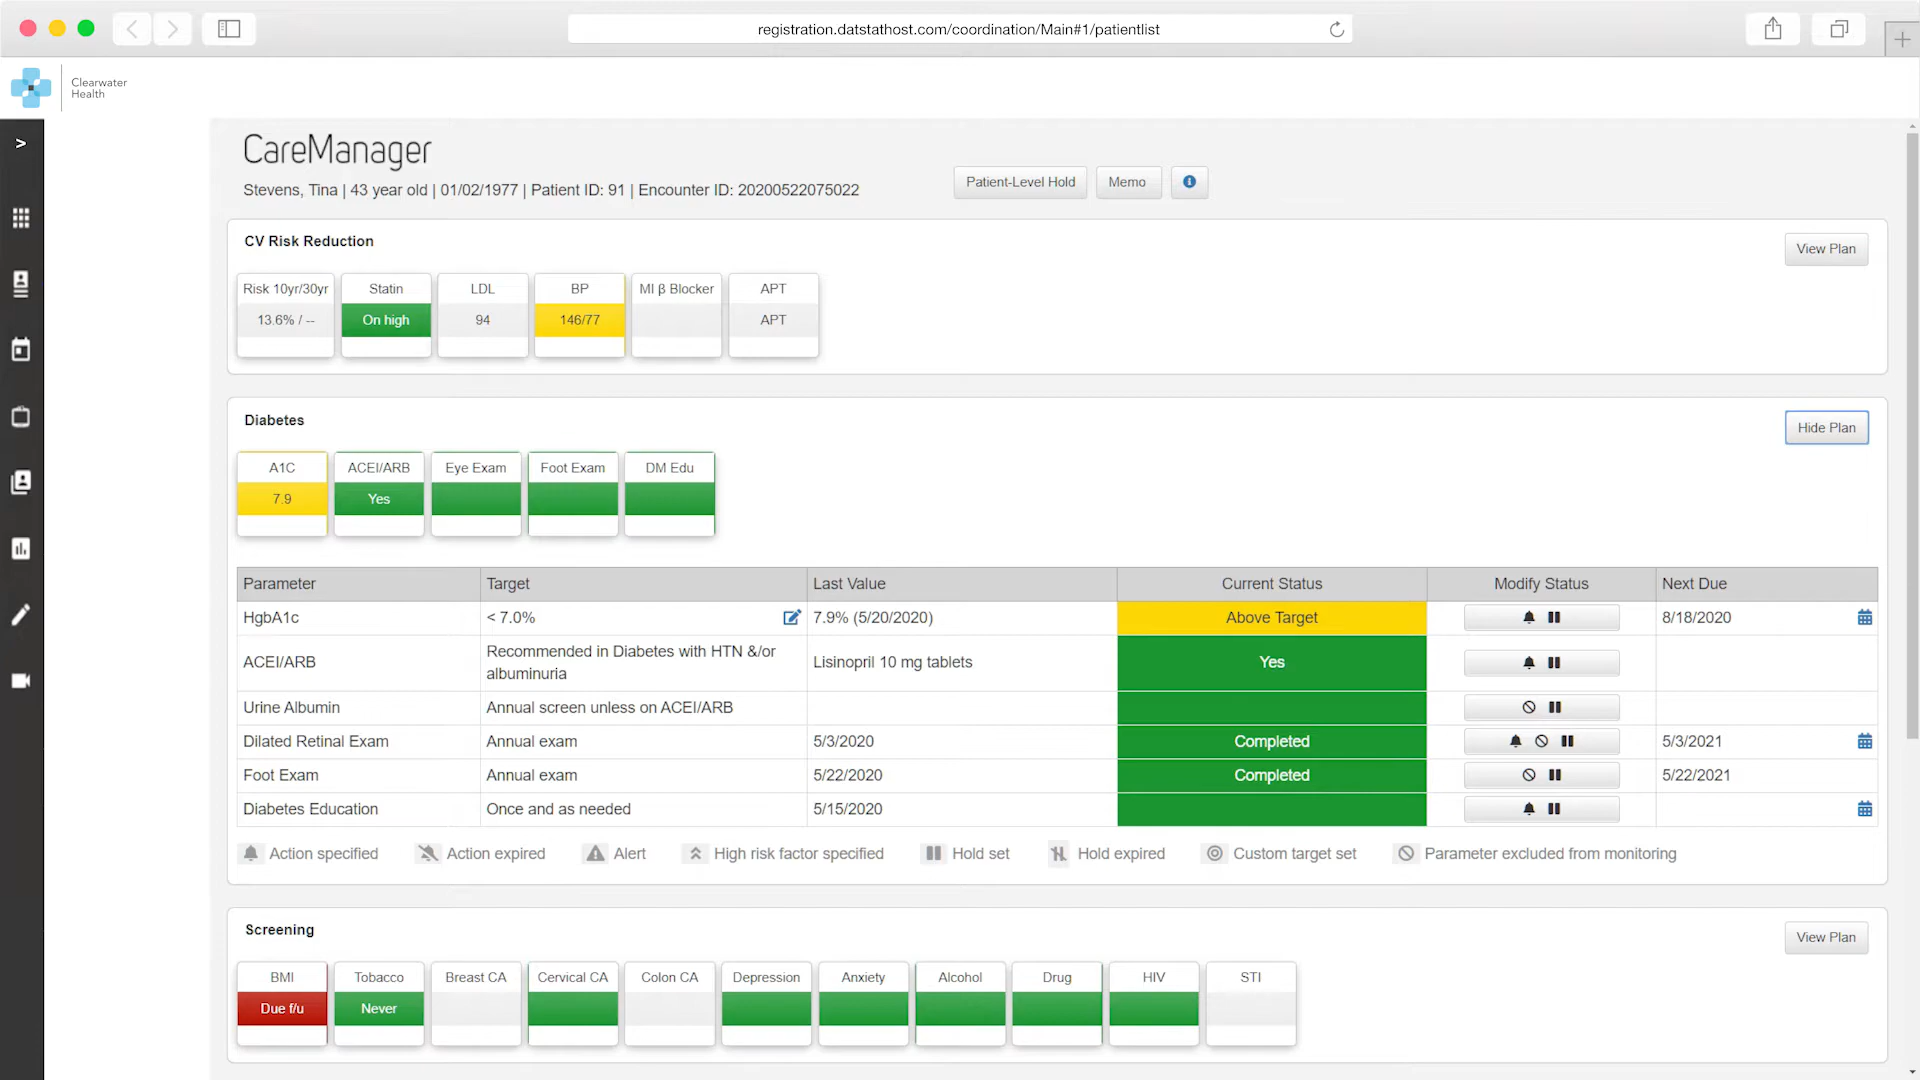 registration.datstathost.com/coordination/Main#1/patientlist
Clearwater
Health
>
CareManager
Stevens, Tina | 43 year old | 01/02/1977 | Patient ID: 91 | Encounter ID: 20200522075022
Patient-Level Hold
Memo
CV Risk Reduction
View Plan
Risk 10yr/30yr Statin LDL BP MI β Blocker APT
13.6% / -- On high 94 146/77 APT
Diabetes
Hide Plan
A1C ACEI/ARB Eye Exam Foot Exam DM Edu
7.9 Yes
Parameter Target Last Value Current Status Modify Status Next Due
HgbA1c < 7.0% 7.9% (5/20/2020) Above Target 8/18/2020
ACEI/ARB Recommended in Diabetes with HTN &/or
albuminuria Lisinopril 10 mg tablets Yes
Urine Albumin Annual screen unless on ACEI/ARB
Dilated Retinal Exam Annual exam 5/3/2020 Completed 5/3/2021
Foot Exam Annual exam 5/22/2020 Completed 5/22/2021
Diabetes Education Once and as needed 5/15/2020
Action specified Action expired Alert High risk factor specified Hold set Hold expired Custom target set Parameter excluded from monitoring
Screening
View Plan
BMI Tobacco Breast CA Cervical CA Colon CA Depression Anxiety Alcohol Drug HIV STI
Due f/u Never